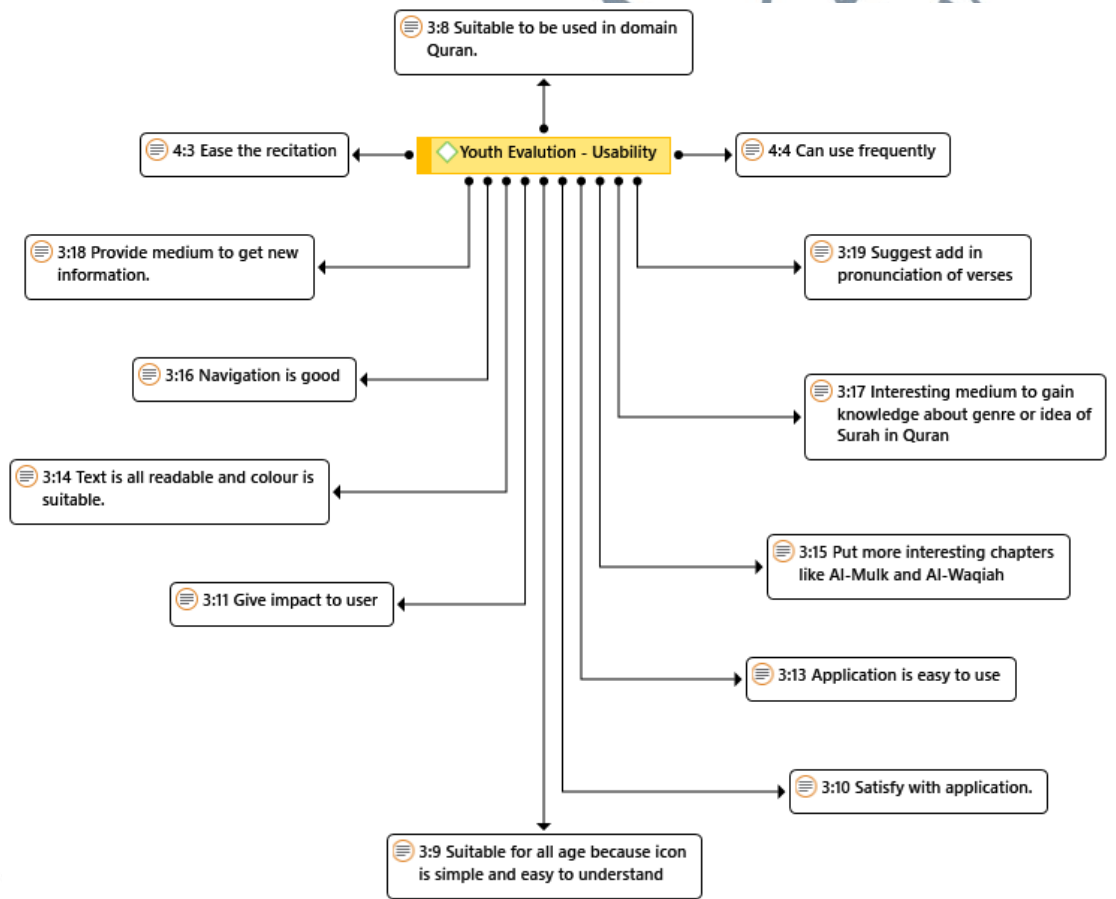 3:8 Suitable to be used in domain
Quran.
4:3 Ease the recitation
Youth Evalution - Usability
4:4 Can use frequently
3:18 Provide medium to get new
information.
3:19 Suggest add in
pronunciation of verses
3:16 Navigation is good
3:17 Interesting medium to gain
knowledge about genre or idea of
Surah in Quran
3:14 Text is all readable and colour is
suitable.
3:15 Put more interesting chapters
like Al-Mulk and Al-Waqiah
3:11 Give impact to user
3:13 Application is easy to use
3:10 Satisfy with application.
3:9 Suitable for all age because icon
is simple and easy to understand